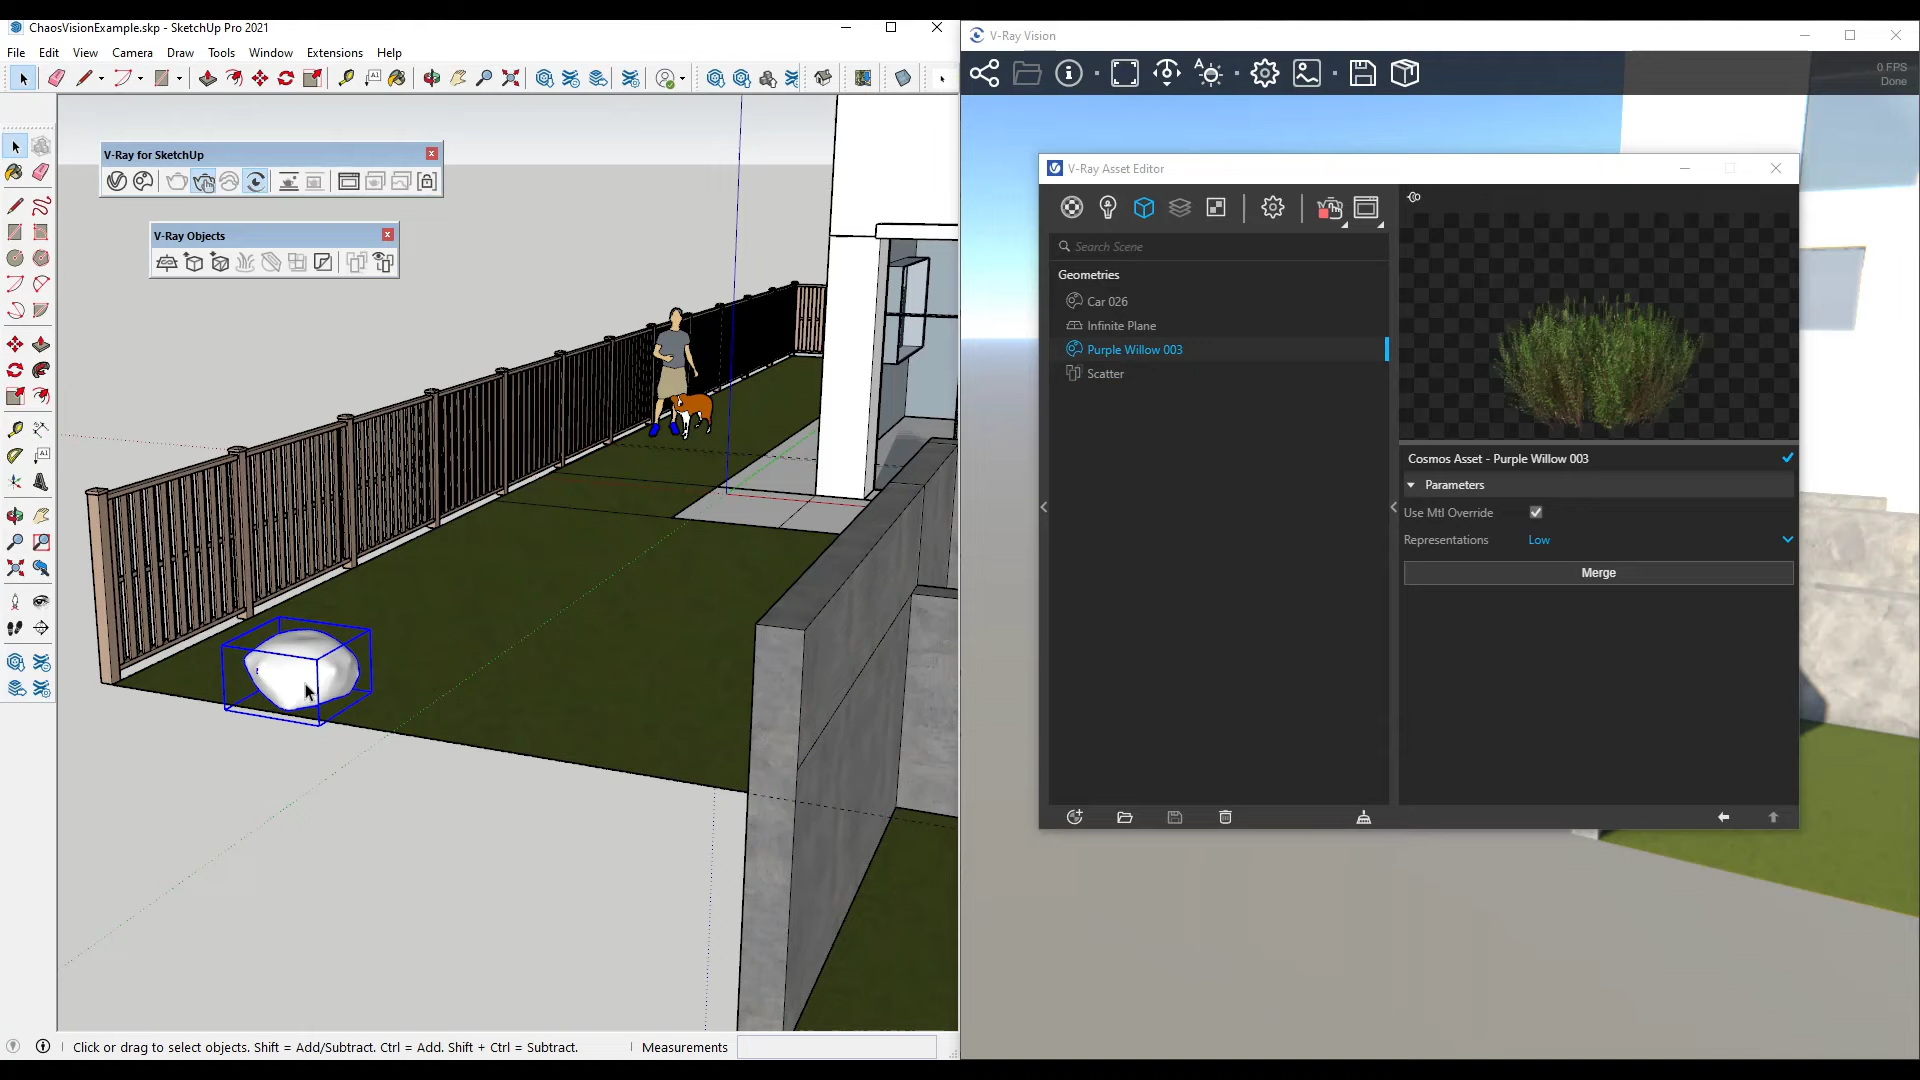 ChaosVisionExample.skp - SketchUp Pro 2021
File Edit View Camera Draw Tools Window Extensions Help
V-Ray for SketchUp
V-Ray Objects
Click or drag to select objects. Shift = Add/Subtract. Ctrl = Add. Shift + Ctrl = Subtract.
Measurements
V-Ray Vision
0 FPS
Done
V-Ray Asset Editor
Search Scene
Geometries
Car 026
Infinite Plane
Purple Willow 003
Scatter
Cosmos Asset - Purple Willow 003
Parameters
Use Mtl Override
Representations Low
Merge